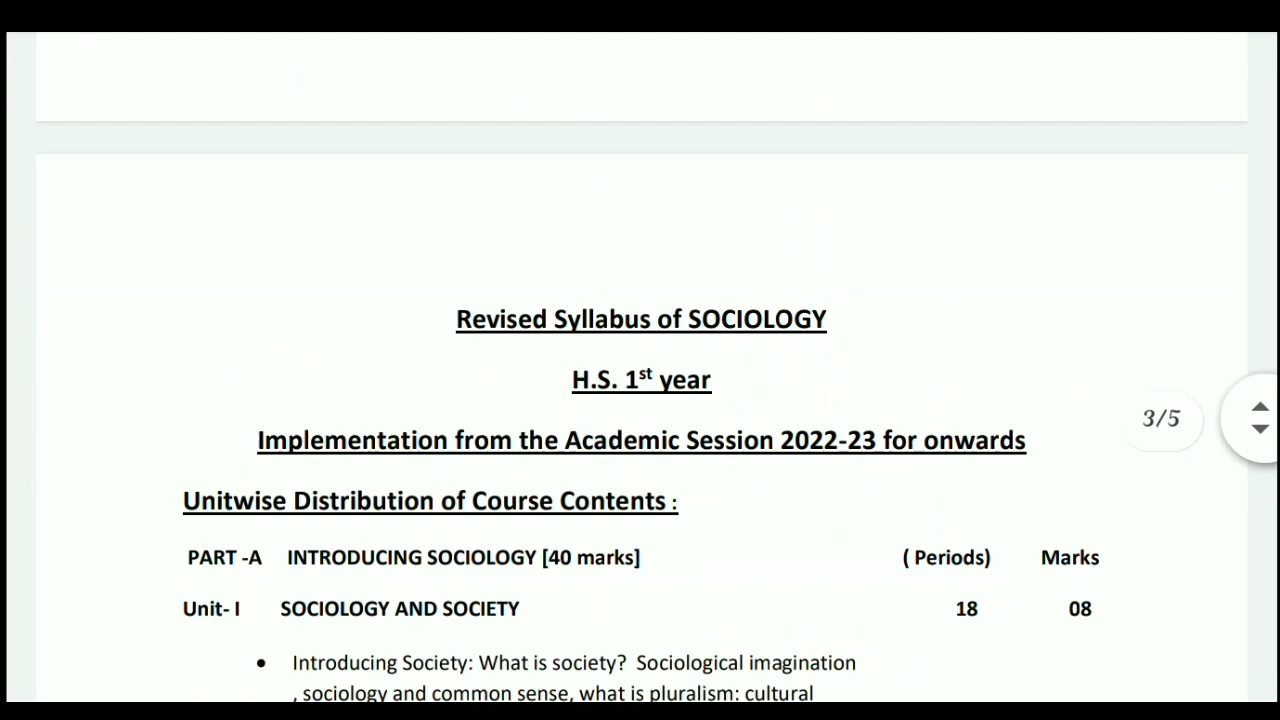 Revised Syllabus of SOCIOLOGY
H.S. 1st year
Implementation from the Academic Session 2022-23 for onwards
3/5
Unitwise Distribution of Course Contents :
PART -A INTRODUCING SOCIOLOGY [40 marks] ( Periods) Marks
Unit- I SOCIOLOGY AND SOCIETY 18 08
• Introducing Society: What is society? Sociological imagination
, sociology and common sense, what is pluralism: cultural